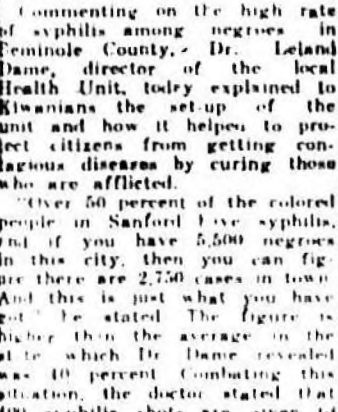 Commenting on the high rate
of syphilis among negroes in
Seminole County, Dr. Leland
Dame, director of the local
Health Unit, today explained to
Kiwanians the set-up of the
unit and how it helped to pro-
tect citizens from getting con-
tagious diseases by curing those
who are afflicted.
"Over 50 percent of the colored
people in Sanford have syphilis,
and if you have 5,500 negroes
in this city, then you can fig-
ure there are 2,750 cases in town
And this is just what you have
got" he stated The figure is
higher than the average in the
state which Dr Dame revealed
was 40 percent Combating this
situation, the doctor stated that
syphilis shots are given